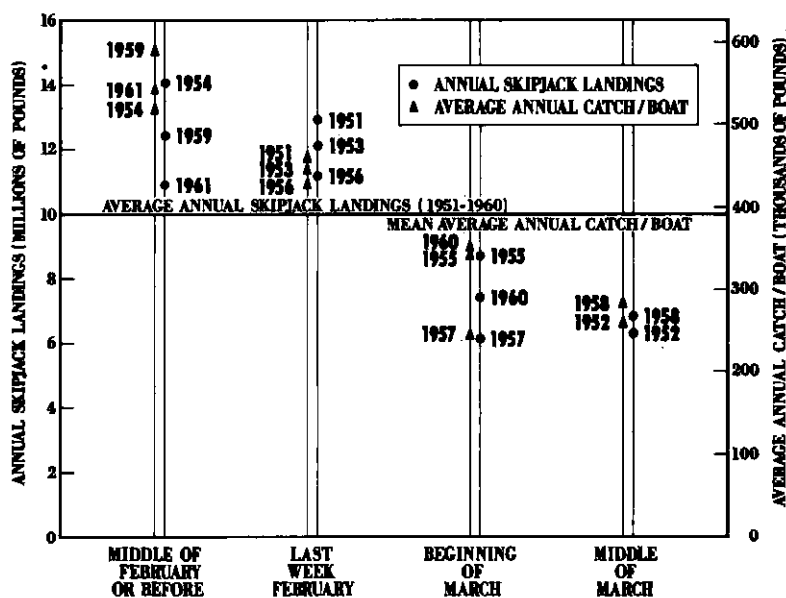 ANNUAL SKIPJACK LANDINGS (MILLIONS OF POUNDS)
16
14
12
10
8
6
4
2
0
1959
1961
1954
1954
1959
1961
1951
1953
1956
1951
1953
1956
ANNUAL SKIPJACK LANDINGS
AVERAGE ANNUAL CATCH/BOAT
AVERAGE ANNUAL SKIPJACK LANDINGS (1951-1960)
MEAN AVERAGE ANNUAL CATCH/BOAT
1960
1955
1957
1955
1960
1957
1958
1952
1958
1952
600
500
400
300
200
100
0
AVERAGE ANNUAL CATCH/BOAT (THOUSANDS OF POUNDS)
MIDDLE OF
FEBRUARY
OR BEFORE
LAST
WEEK
FEBRUARY
BEGINNING
OF
MARCH
MIDDLE
OF
MARCH